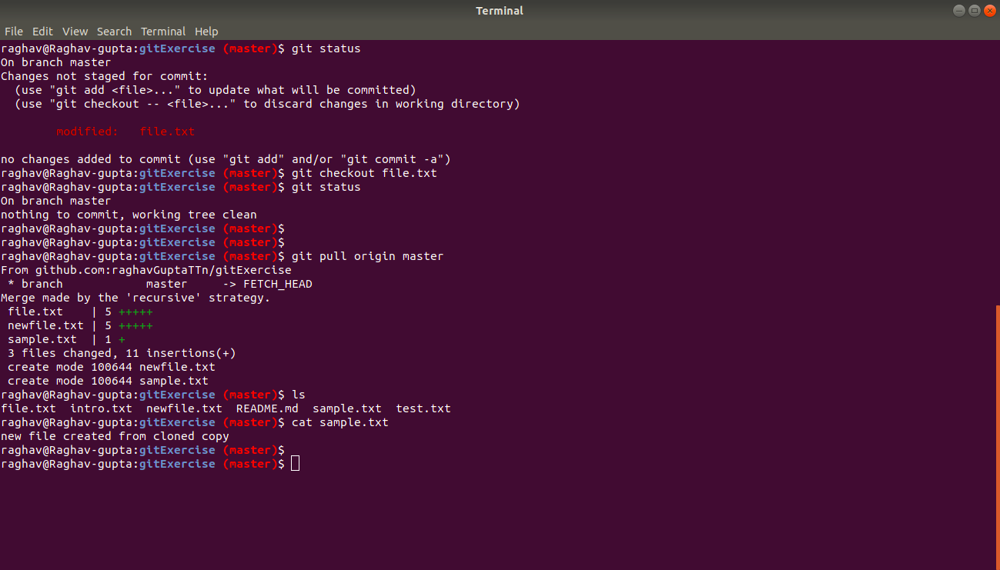 Terminal
File Edit View Search Terminal Help
raghav@Raghav-gupta:gitExercise (master)$ git status
On branch master
Changes not staged for commit:
  (use "git add <file>..." to update what will be committed)
  (use "git checkout -- <file>..." to discard changes in working directory)

        modified:   file.txt

no changes added to commit (use "git add" and/or "git commit -a")
raghav@Raghav-gupta:gitExercise (master)$ git checkout file.txt
raghav@Raghav-gupta:gitExercise (master)$ git status
On branch master
nothing to commit, working tree clean
raghav@Raghav-gupta:gitExercise (master)$
raghav@Raghav-gupta:gitExercise (master)$
raghav@Raghav-gupta:gitExercise (master)$ git pull origin master
From github.com:raghavGuptaTTn/gitExercise
 * branch            master     -> FETCH_HEAD
Merge made by the 'recursive' strategy.
 file.txt    | 5 +++++
 newfile.txt | 5 +++++
 sample.txt  | 1 +
 3 files changed, 11 insertions(+)
 create mode 100644 newfile.txt
 create mode 100644 sample.txt
raghav@Raghav-gupta:gitExercise (master)$ ls
file.txt  intro.txt  newfile.txt  README.md  sample.txt  test.txt
raghav@Raghav-gupta:gitExercise (master)$ cat sample.txt
new file created from cloned copy
raghav@Raghav-gupta:gitExercise (master)$
raghav@Raghav-gupta:gitExercise (master)$